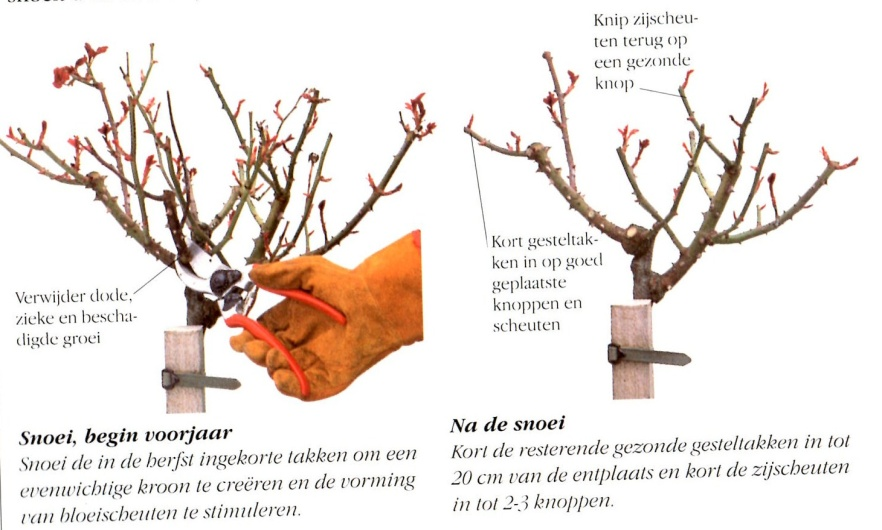 Knip zijscheu-
ten terug op
een gezonde
knop
Verwijder dode,
zieke en bescha-
digde groei
Kort gesteltak-
ken in op goed
geplaatste
knoppen en
scheuten
Snoei, begin voorjaar
Snoei de in de herfst ingekorte takken om een
evenwichtige kroon te creëren en de vorming
van bloeischeuten te stimuleren.
Na de snoei
Kort de resterende gezonde gesteltakken in tot
20 cm van de entplaats en kort de zijscheuten
in tot 2-3 knoppen.